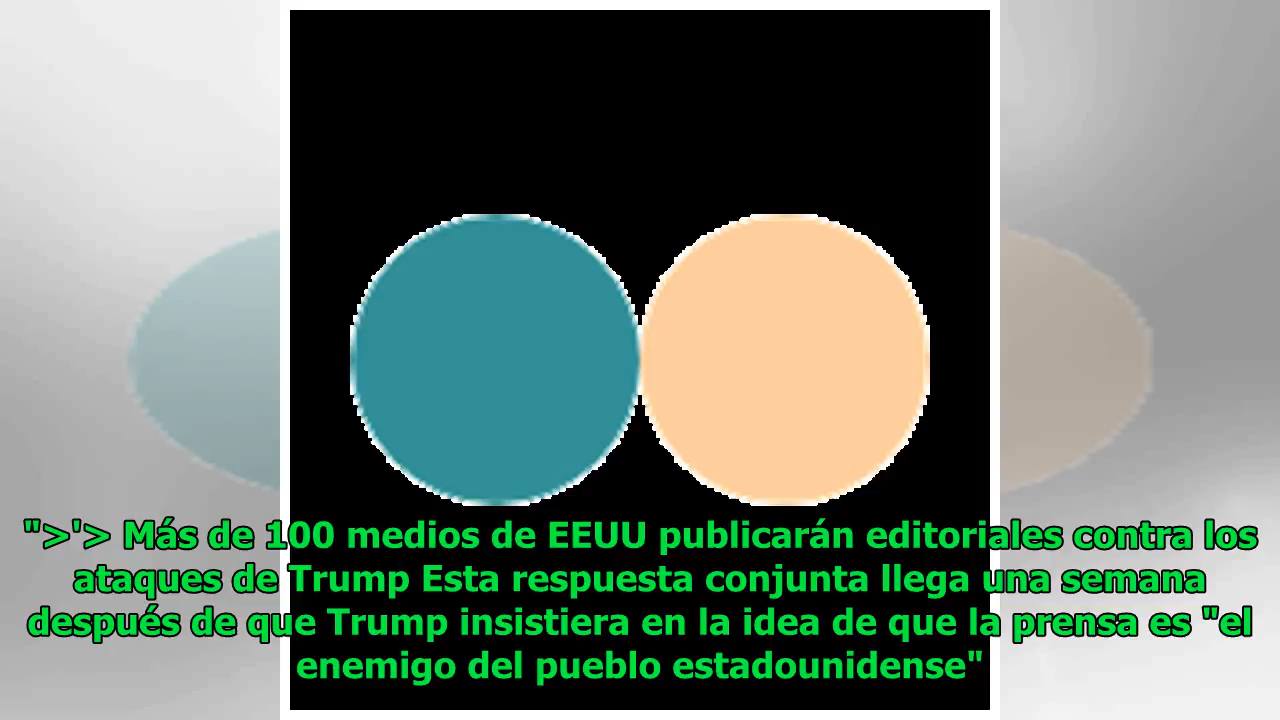 ">'> Más de 100 medios de EEUU publicarán editoriales contra los
ataques de Trump Esta respuesta conjunta llega una semana
después de que Trump insistiera en la idea de que la prensa es "el
enemigo del pueblo estadounidense"